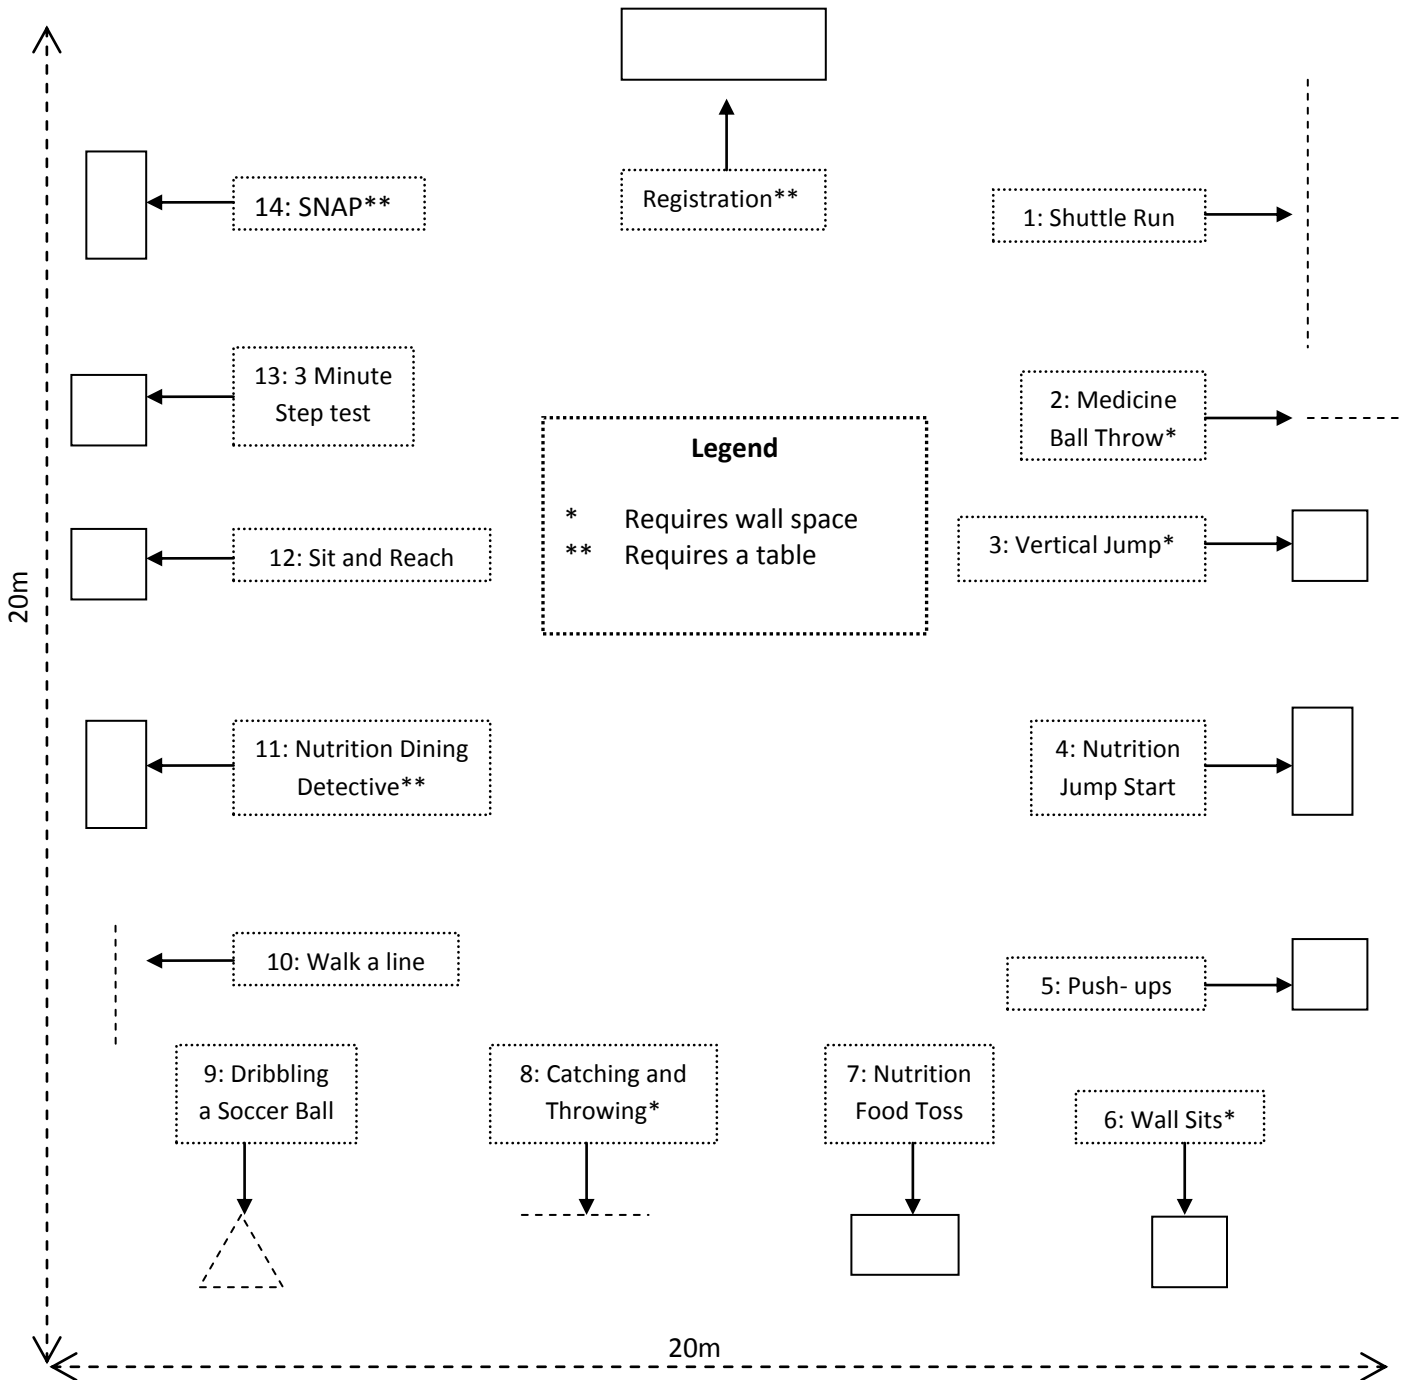 14: SNAP**
Registration**
1: Shuttle Run
13: 3 Minute
Step test
2: Medicine
Ball Throw*
Legend
* Requires wall space
** Requires a table
12: Sit and Reach
3: Vertical Jump*
20m
11: Nutrition Dining
Detective**
4: Nutrition
Jump Start
10: Walk a line
5: Push- ups
9: Dribbling
a Soccer Ball
8: Catching and
Throwing*
7: Nutrition
Food Toss
6: Wall Sits*
20m